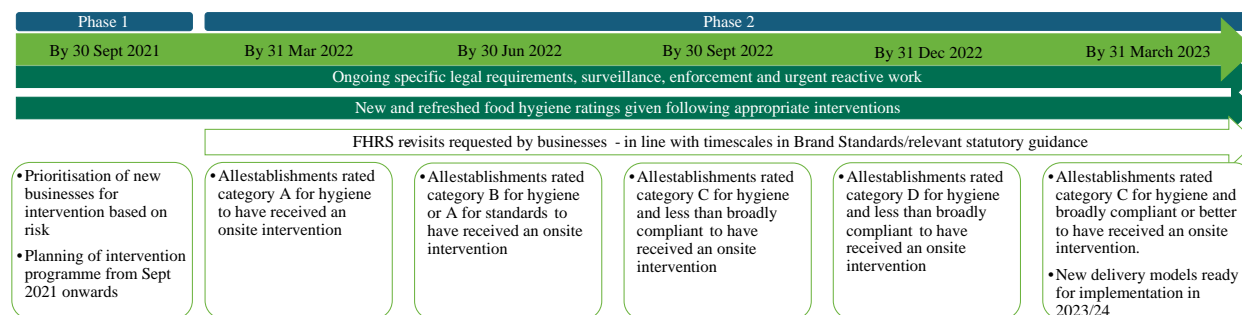 Phase 1
Phase 2
By 30 Sept 2021
By 31 Mar 2022
By 30 Jun 2022
By 30 Sept 2022
By 31 Dec 2022
By 31 March 2023
Ongoing specific legal requirements, surveillance, enforcement and urgent reactive work
New and refreshed food hygiene ratings given following appropriate interventions
FHRS revisits requested by businesses - in line with timescales in Brand Standards/relevant statutory guidance
•Prioritisation of new
businesses for
intervention based on
risk
•Planning of intervention
programme from Sept
2021 onwards
•Allestablishments rated
category A for hygiene
to have received an
onsite intervention
•Allestablishments rated
category B for hygiene
or A for standards to
have received an onsite
intervention
•Allestablishments rated
category C for hygiene
and less than broadly
compliant to have
received an onsite
intervention
•Allestablishments rated
category D for hygiene
and less than broadly
compliant to have
received an onsite
intervention
•Allestablishments rated
category C for hygiene and
broadly compliant or better
to have received an onsite
intervention.
•New delivery models ready
for implementation in
2023/24